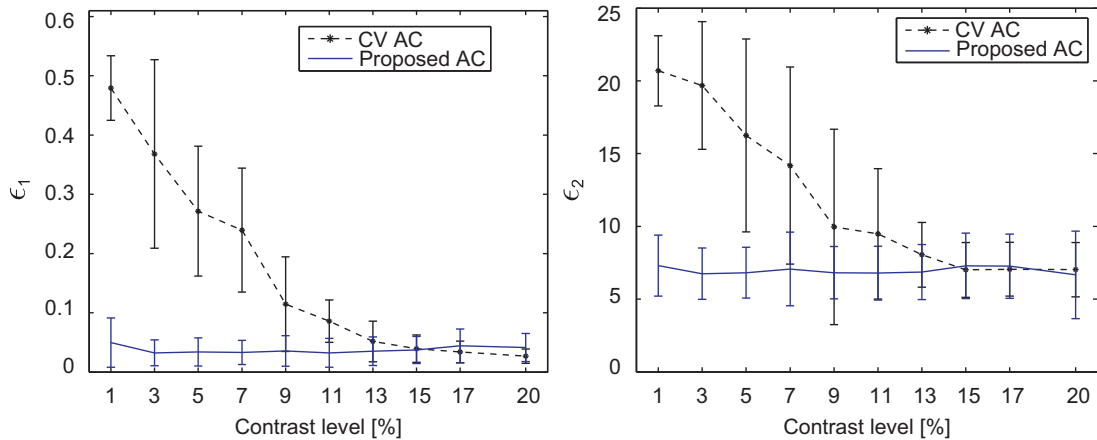 0.6
0.5
0.4
0.3
0.2
0.1
0
ϵ1
CV AC
Proposed AC
1 3 5 7 9 11 13 15 17 20
Contrast level [%]
25
20
15
10
5
0
ϵ2
CV AC
Proposed AC
1 3 5 7 9 11 13 15 17 20
Contrast level [%]